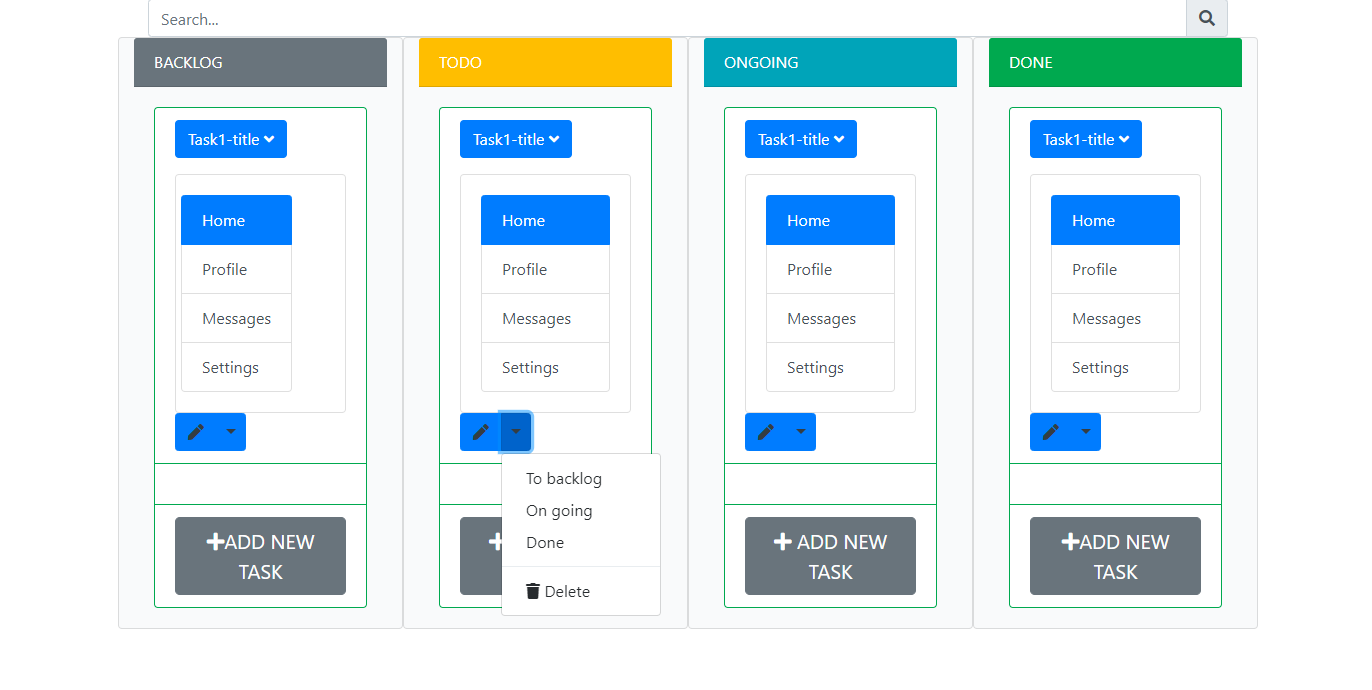 Search...
BACKLOG
Task1-title
Home
Profile
Messages
Settings
ADD NEW
TASK
TODO
Task1-title
Home
Profile
Messages
Settings
To backlog
On going
Done
Delete
ONGOING
Task1-title
Home
Profile
Messages
Settings
ADD NEW
TASK
DONE
Task1-title
Home
Profile
Messages
Settings
ADD NEW
TASK